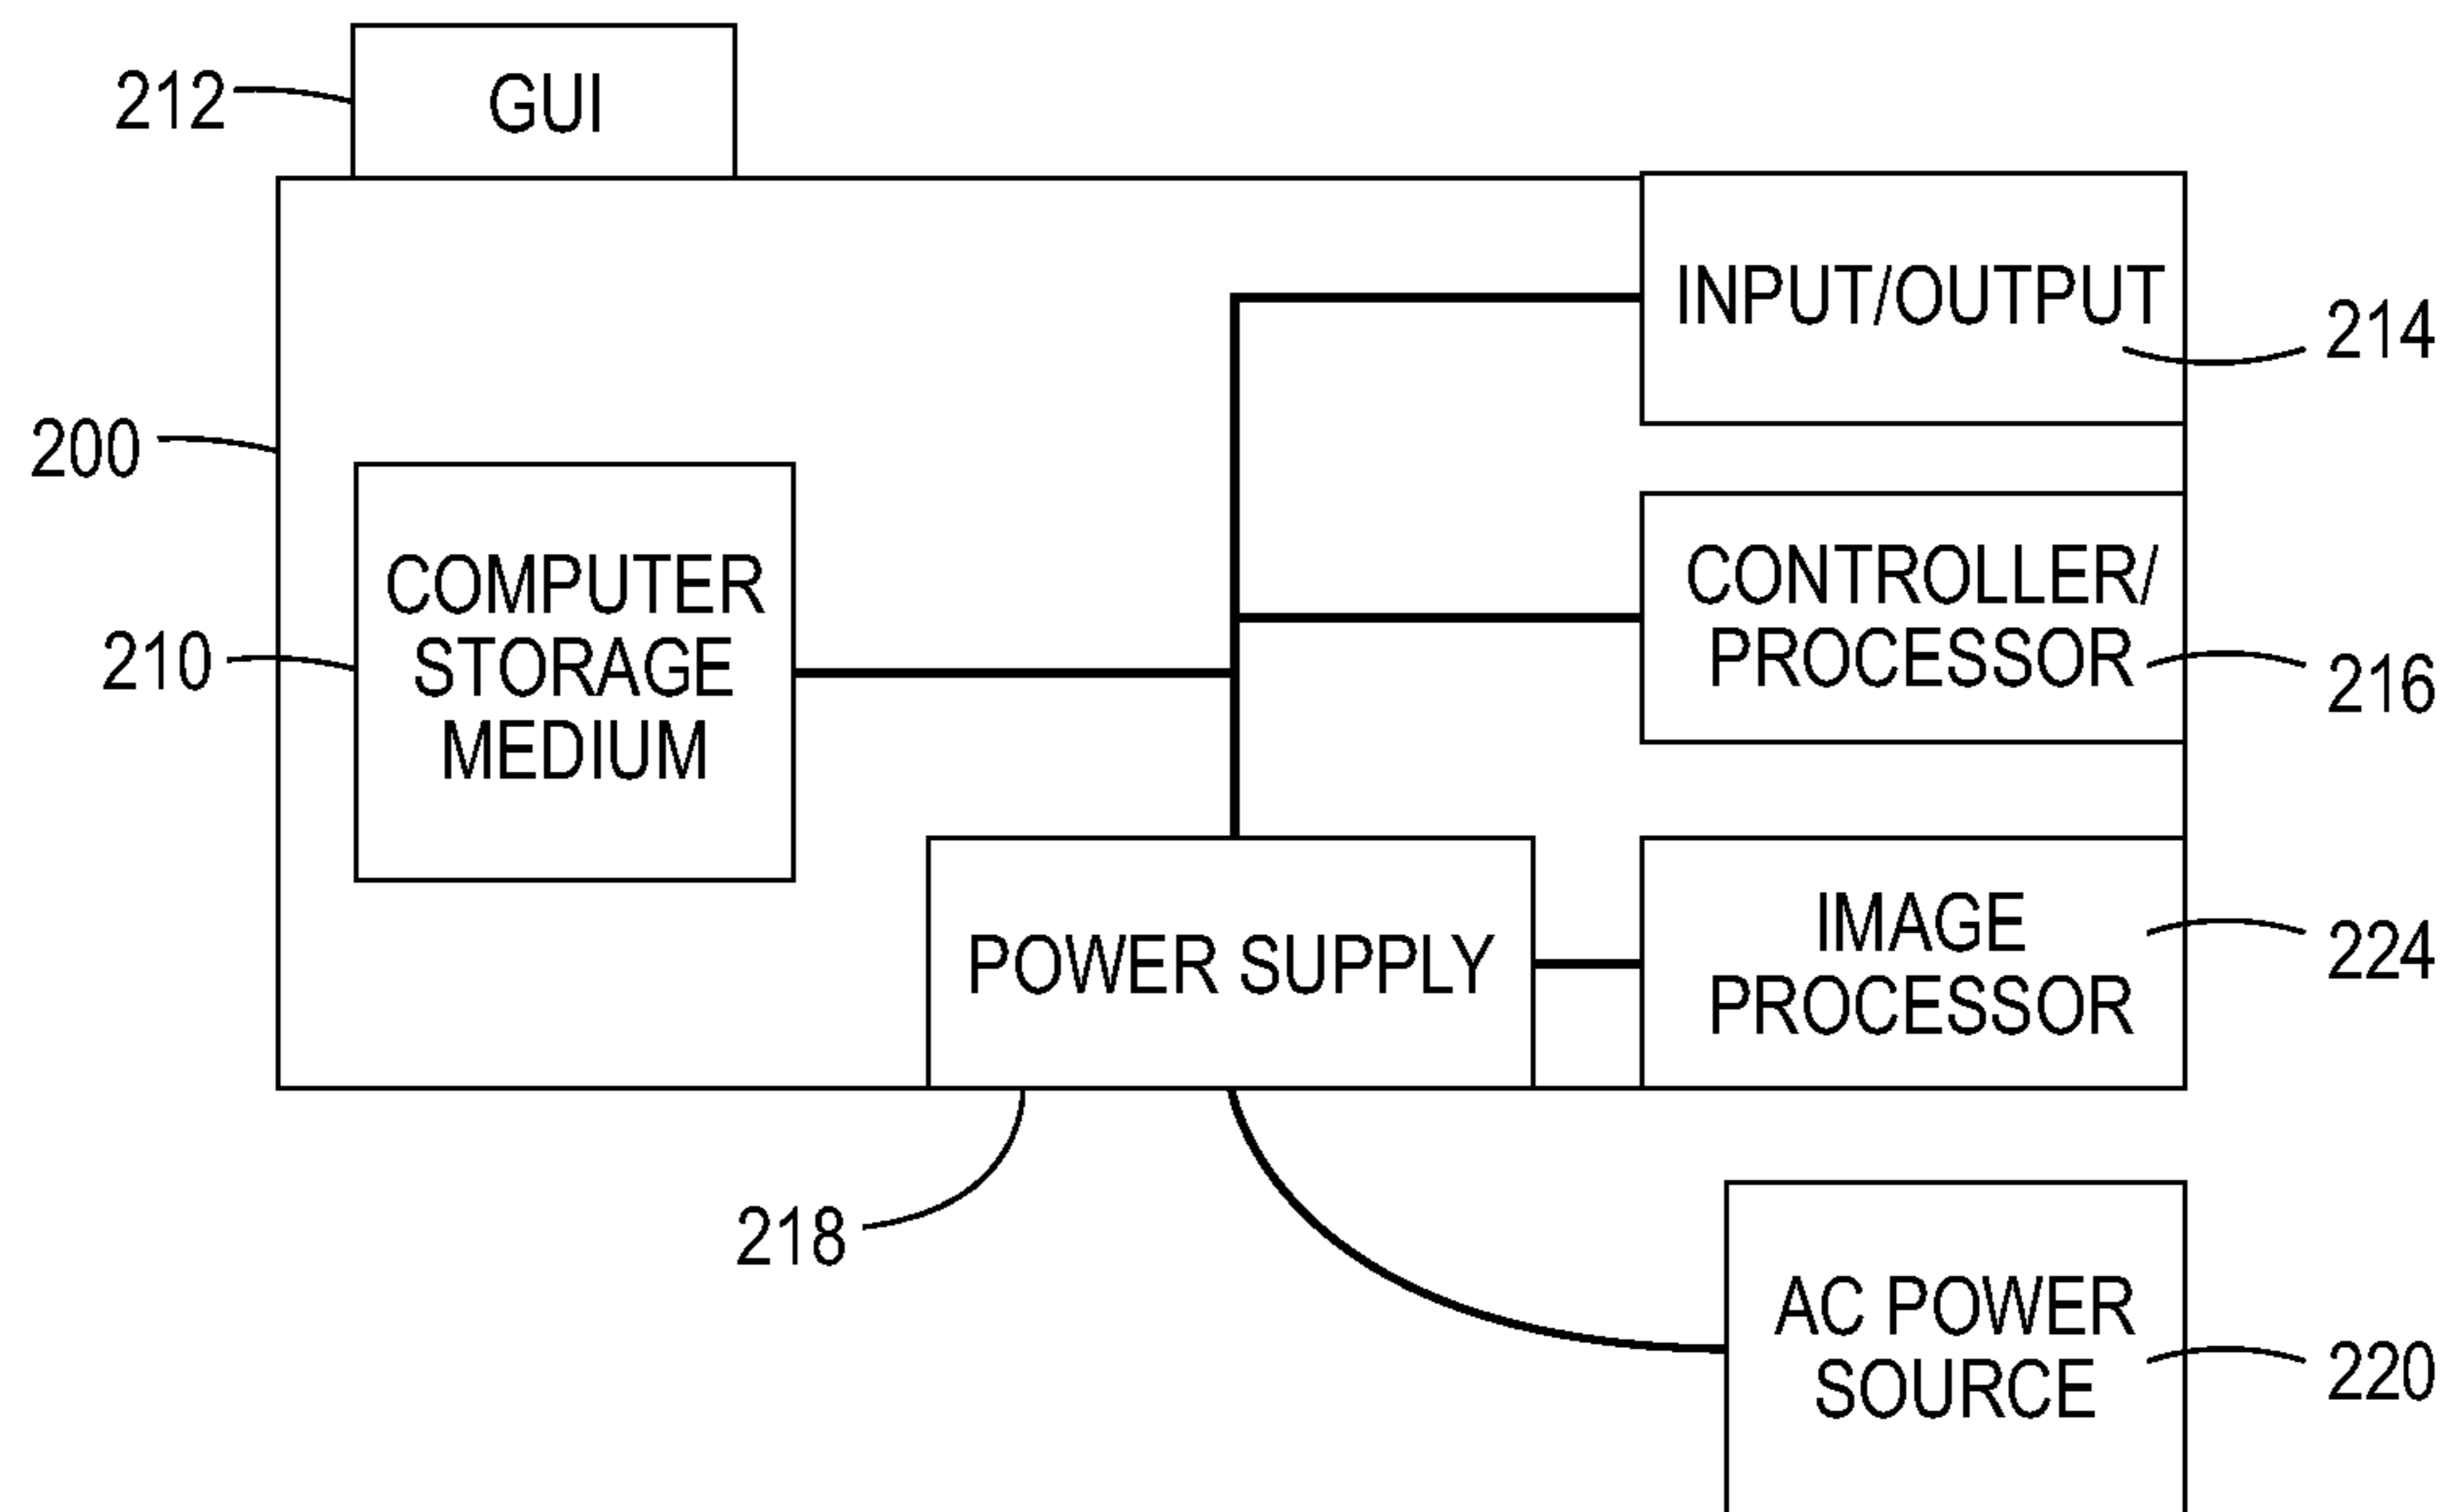 212
GUI
INPUT/OUTPUT
214
200
COMPUTER
STORAGE
MEDIUM
210
CONTROLLER/
PROCESSOR
216
POWER SUPPLY
IMAGE
PROCESSOR
224
218
AC POWER
SOURCE
220